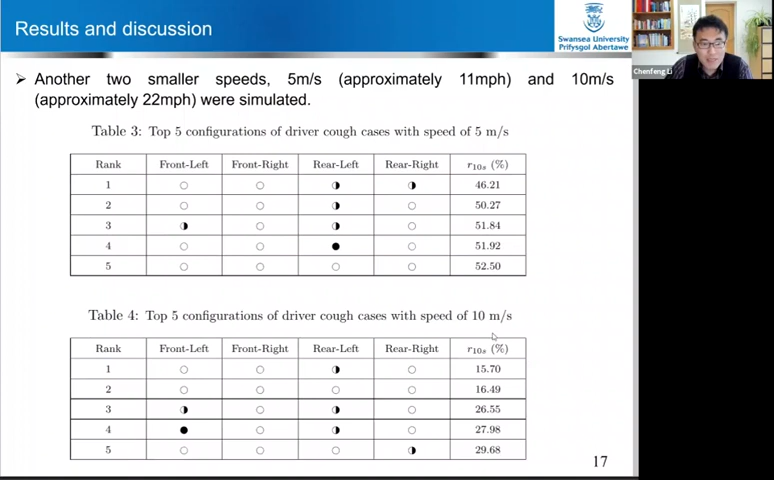 Results and discussion
Swansea University
Prifysgol Abertawe
Chenfeng Li
➢ Another two smaller speeds, 5m/s (approximately 11mph) and 10m/s
(approximately 22mph) were simulated.
Table 3: Top 5 configurations of driver cough cases with speed of 5 m/s
Rank Front-Left Front-Right Rear-Left Rear-Right r10s (%)
1 ○ ○ ◑ ◑ 46.21
2 ○ ○ ◑ ○ 50.27
3 ◑ ○ ◑ ○ 51.84
4 ○ ○ ● ○ 51.92
5 ○ ○ ○ ○ 52.50
Table 4: Top 5 configurations of driver cough cases with speed of 10 m/s
Rank Front-Left Front-Right Rear-Left Rear-Right r10s (%)
1 ○ ○ ◑ ○ 15.70
2 ○ ○ ○ ○ 16.49
3 ◑ ○ ◑ ○ 26.55
4 ● ○ ◑ ○ 27.98
5 ○ ○ ○ ◑ 29.68
17